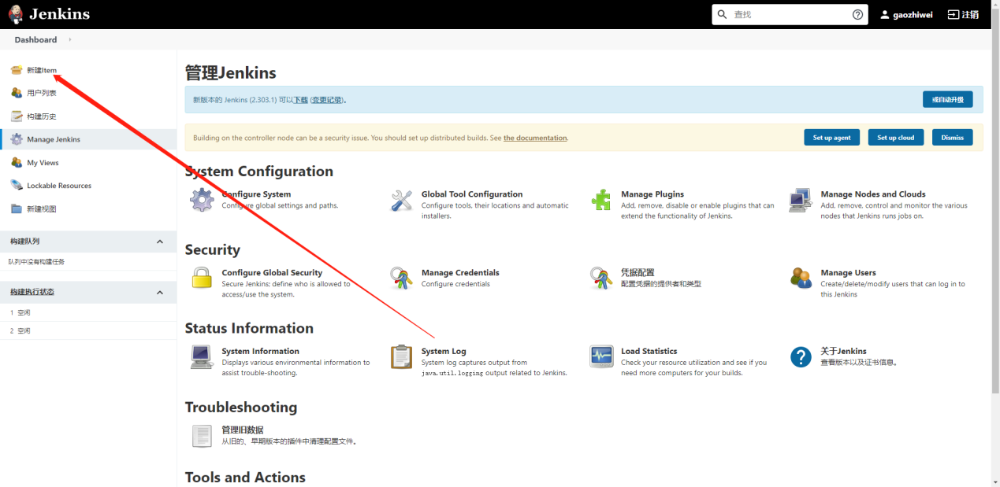 Jenkins
查找
gaozhiwei
注销
Dashboard
新建Item
用户列表
构建历史
Manage Jenkins
My Views
Lockable Resources
新建视图
构建队列
队列中没有构建任务
构建执行状态
1 空闲
2 空闲
管理Jenkins
新版本的 Jenkins (2.303.1) 可以下载 (变更记录)。
或自动升级
Building on the controller node can be a security issue. You should set up distributed builds. See the documentation.
Set up agent
Set up cloud
Dismiss
System Configuration
Configure System
Configure global settings and paths.
Global Tool Configuration
Configure tools, their locations and automatic
installers.
Manage Plugins
Add, remove, disable or enable plugins that can
extend the functionality of Jenkins.
Manage Nodes and Clouds
Add, remove, control and monitor the various
nodes that Jenkins runs jobs on.
Security
Configure Global Security
Secure Jenkins; define who is allowed to
access/use the system.
Manage Credentials
Configure credentials
凭据配置
配置凭据的提供者和类型
Manage Users
Create/delete/modify users that can log in to
this Jenkins
Status Information
System Information
Displays various environmental information to
assist trouble-shooting.
System Log
System log captures output from
java.util.logging output related to Jenkins.
Load Statistics
Check your resource utilization and see if you
need more computers for your builds.
关于Jenkins
查看版本以及证书信息。
Troubleshooting
管理旧数据
从旧的、早期版本的插件中清理配置文件。
Tools and Actions